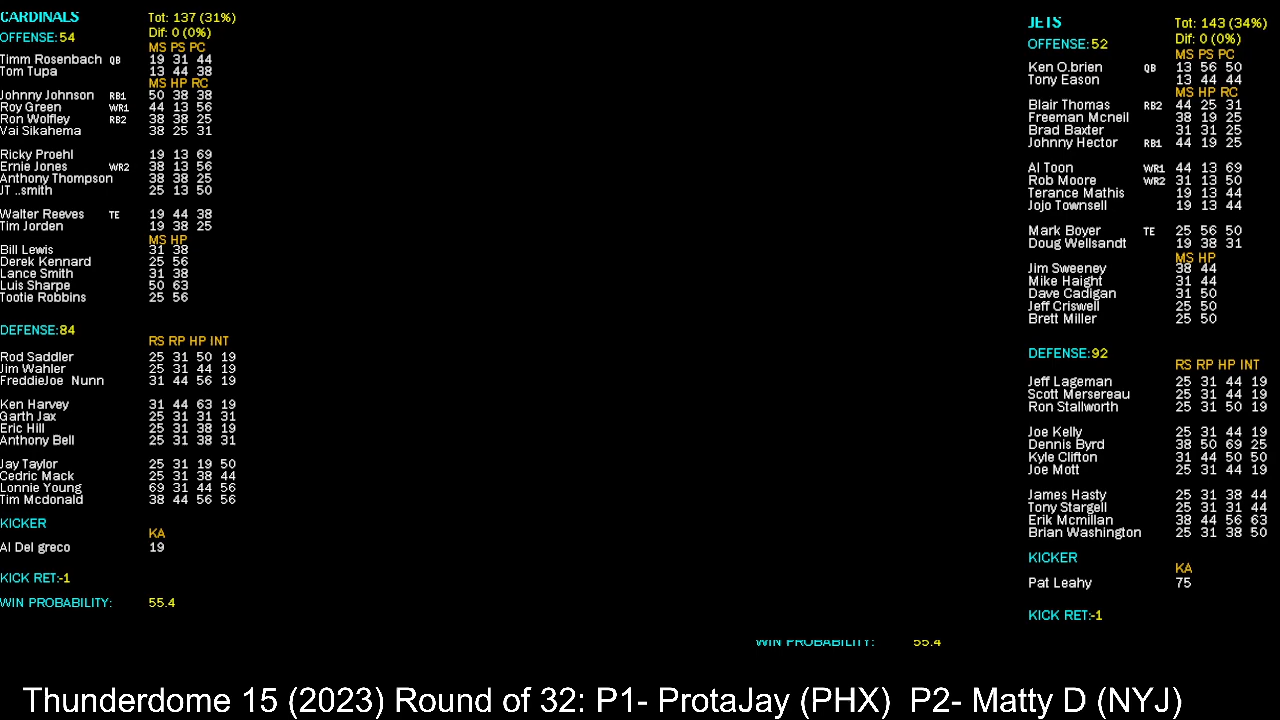 CARDINALS Tot: 137 (31%)
Dif: 0 (0%)
OFFENSE:54
MS PS PC
Timm Rosenbach QB 19 31 44
Tom Tupa 13 44 38
MS HP RC
Johnny Johnson RB1 50 38 38
Roy Green WR1 44 13 56
Ron Wolfley RB2 38 38 25
Vai Sikahema 38 25 31
Ricky Proehl 19 13 69
Ernie Jones WR2 38 13 56
Anthony Thompson 38 38 25
JT ..smith 25 13 50
Walter Reeves TE 19 44 38
Tim Jorden 19 38 25
MS HP
Bill Lewis 31 38
Derek Kennard 25 56
Lance Smith 31 38
Luis Sharpe 50 63
Tootie Robbins 25 56
DEFENSE:84
RS RP HP INT
Rod Saddler 25 31 50 19
Jim Wahler 25 31 44 19
FreddieJoe Nunn 31 44 56 19
Ken Harvey 31 44 63 19
Garth Jax 25 31 31 31
Eric Hill 25 31 38 19
Anthony Bell 25 31 38 31
Jay Taylor 25 31 19 50
Cedric Mack 25 31 38 44
Lonnie Young 69 31 44 56
Tim Mcdonald 38 44 56 56
KICKER
KA
Al Del greco 19
KICK RET:-1
WIN PROBABILITY: 55.4
JETS Tot: 143 (34%)
Dif: 0 (0%)
OFFENSE:52
MS PS PC
Ken O.brien QB 13 56 50
Tony Eason 13 44 44
MS HP RC
Blair Thomas RB2 44 25 31
Freeman Mcneil 38 19 25
Brad Baxter 31 31 25
Johnny Hector RB1 44 19 25
Al Toon WR1 44 13 69
Rob Moore WR2 31 13 50
Terance Mathis 19 13 44
Jojo Townsell 19 13 44
Mark Boyer TE 25 56 50
Doug Wellsandt 19 38 31
MS HP
Jim Sweeney 38 44
Mike Haight 31 44
Dave Cadigan 31 50
Jeff Criswell 25 50
Brett Miller 25 50
DEFENSE:92
RS RP HP INT
Jeff Lageman 25 31 44 19
Scott Mersereau 25 31 44 19
Ron Stallworth 25 31 50 19
Joe Kelly 25 31 44 19
Dennis Byrd 38 50 69 25
Kyle Clifton 31 44 50 50
Joe Mott 25 31 44 19
James Hasty 25 31 38 44
Tony Stargell 25 31 31 44
Erik Mcmillan 38 44 56 63
Brian Washington 25 31 38 50
KICKER
KA
Pat Leahy 75
KICK RET:-1
WIN PROBABILITY: 55.4
Thunderdome 15 (2023) Round of 32: P1- ProtaJay (PHX) P2- Matty D (NYJ)